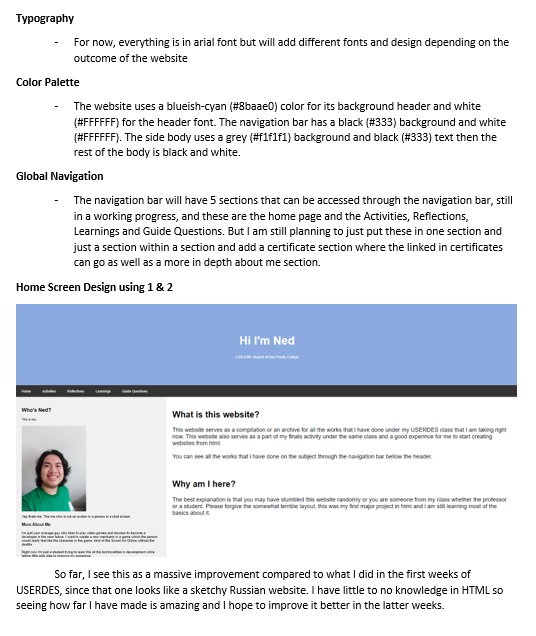 Typography
- For now, everything is in arial font but will add different fonts and design depending on the
outcome of the website
Color Palette
- The website uses a blueish-cyan (#8baae0) color for its background header and white
(#FFFFFF) for the header font. The navigation bar has a black (#333) background and white
(#FFFFFF). The side body uses a grey (#f1f1f1) background and black (#333) text then the
rest of the body is black and white.
Global Navigation
- The navigation bar will have 5 sections that can be accessed through the navigation bar, still
in a working progress, and these are the home page and the Activities, Reflections,
Learnings and Guide Questions. But I am still planning to just put these in one section and
just a section within a section and add a certificate section where the linked in certificates
can go as well as a more in depth about me section.
Home Screen Design using 1 & 2
Hi I'm Ned
Home Activities Reflections Learnings Guide Questions
Who's Ned?
This is me
What is this website?
This website serves as a compilation or an archive for all the works that i have done under my USERDES class that I am taking right
now. This website also serves as a part of my finals activity under the same class and a good experince for me to start creating
websites from html.
You can see all the works that i have done on the subject through the navigation bar below the header.
Why am I here?
The best explanation is that you may have stumbled this website randomly or you are someone from my class whether the professor
or a student. Please forgive the somewhat terrible layout, this was my first major project in html and i am still learning most of the
basics about it.
More About Me
So far, I see this as a massive improvement compared to what I did in the first weeks of
USERDES, since that one looks like a sketchy Russian website. I have little to no knowledge in HTML so
seeing how far I have made is amazing and I hope to improve it better in the latter weeks.